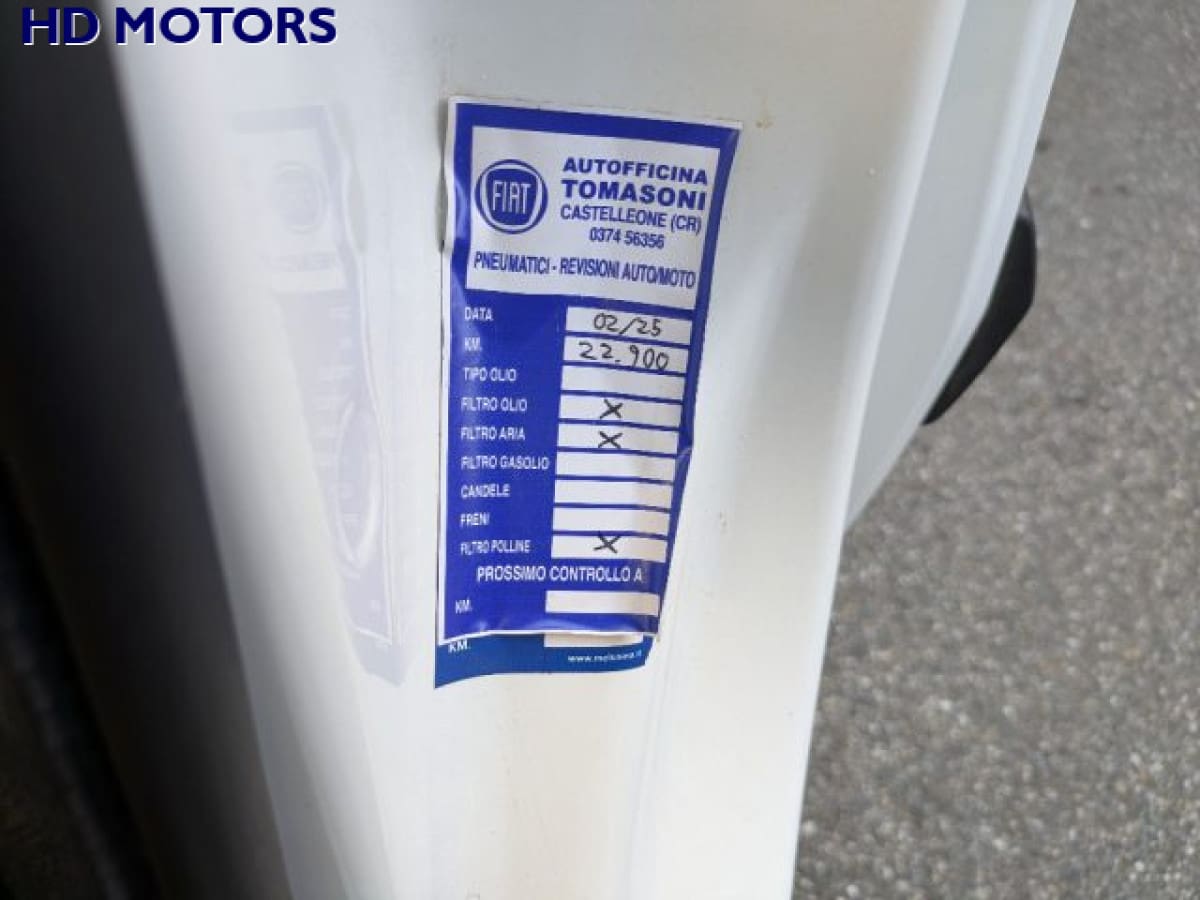 HD MOTORS
FIAT
AUTOFFICINA
TOMASONI
CASTELLEONE (CR)
0374 56356
PNEUMATICI - REVISIONI AUTO/MOTO
DATA 02/25
KM. 22.900
TIPO OLIO
FILTRO OLIO X
FILTRO ARIA X
FILTRO GASOLIO
CANDELE
FRENI
FILTRO POLLINE X
PROSSIMO CONTROLLO A
KM.
KM.